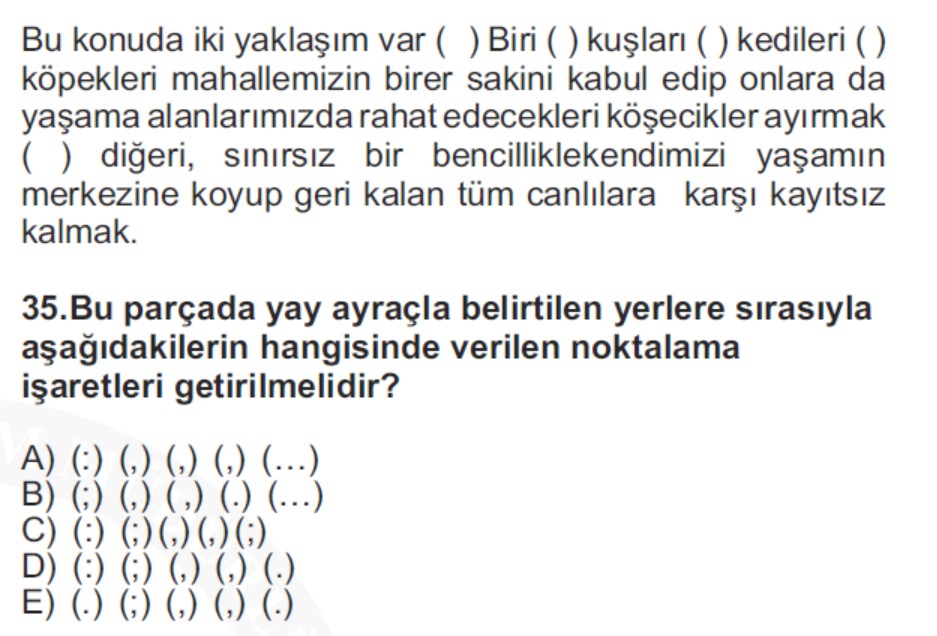 Bu konuda iki yaklaşım var ( ) Biri ( ) kuşları ( ) kedileri ( )
köpekleri mahallemizin birer sakini kabul edip onlara da
yaşama alanlarımızda rahat edecekleri köşecikler ayırmak
( ) diğeri, sınırsız bir bencilliklekendimizi yaşamın
merkezine koyup geri kalan tüm canlılara karşı kayıtsız
kalmak.
35.Bu parçada yay ayraçla belirtilen yerlere sırasıyla
aşağıdakilerin hangisinde verilen noktalama
işaretleri getirilmelidir?
A) (:) (,) (,) (,) (...)
B) (;) (,) (,) (.) (...)
C) (:) (;) (,) (,) (;)
D) (:) (;) (,) (,) (.)
E) (.) (;) (,) (,) (.)